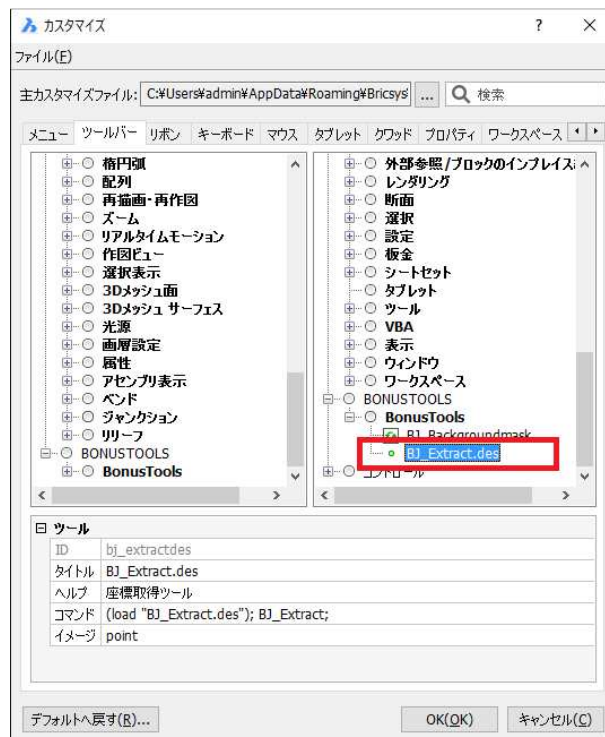 カスタマイズ ? ×
ファイル(F)
主カスタマイズファイル: C:¥Users¥admin¥AppData¥Roaming¥Bricsys¥ ... 検索
メニュー ツールバー リボン キーボード マウス タブレット クワッド プロパティ ワークスペース
楕円弧
配列
再描画・再作図
ズーム
リアルタイムモーション
作図ビュー
選択表示
3Dメッシュ面
3Dメッシュ サーフェス
光源
画層設定
属性
アセンブリ表示
ベンド
ジャンクション
リリーフ
BONUSTOOLS
BonusTools
外部参照/ブロックのインプレイス
レンダリング
断面
選択
設定
板金
シートセット
タブレット
ツール
VBA
表示
ウィンドウ
ワークスペース
BONUSTOOLS
BonusTools
BJ_Backgroundmask
BJ_Extract.des
コントロール
ツール
ID bj_extractdes
タイトル BJ_Extract.des
ヘルプ 座標取得ツール
コマンド (load "BJ_Extract.des"); BJ_Extract;
イメージ point
デフォルトへ戻す(R)... OK(OK) キャンセル(C)